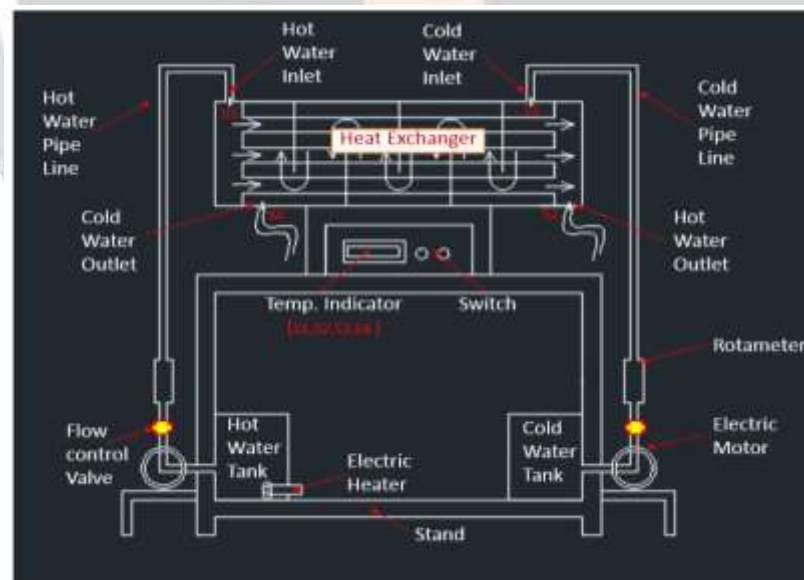 Hot
Water
Inlet
Cold
Water
Inlet
Hot
Water
Pipe
Line
Cold
Water
Pipe
Line
Heat Exchanger
Cold
Water
Outlet
Hot
Water
Outlet
Temp. Indicator
Switch
Rotameter
Flow
control
Valve
Hot
Water
Tank
Electric
Heater
Cold
Water
Tank
Electric
Motor
Stand